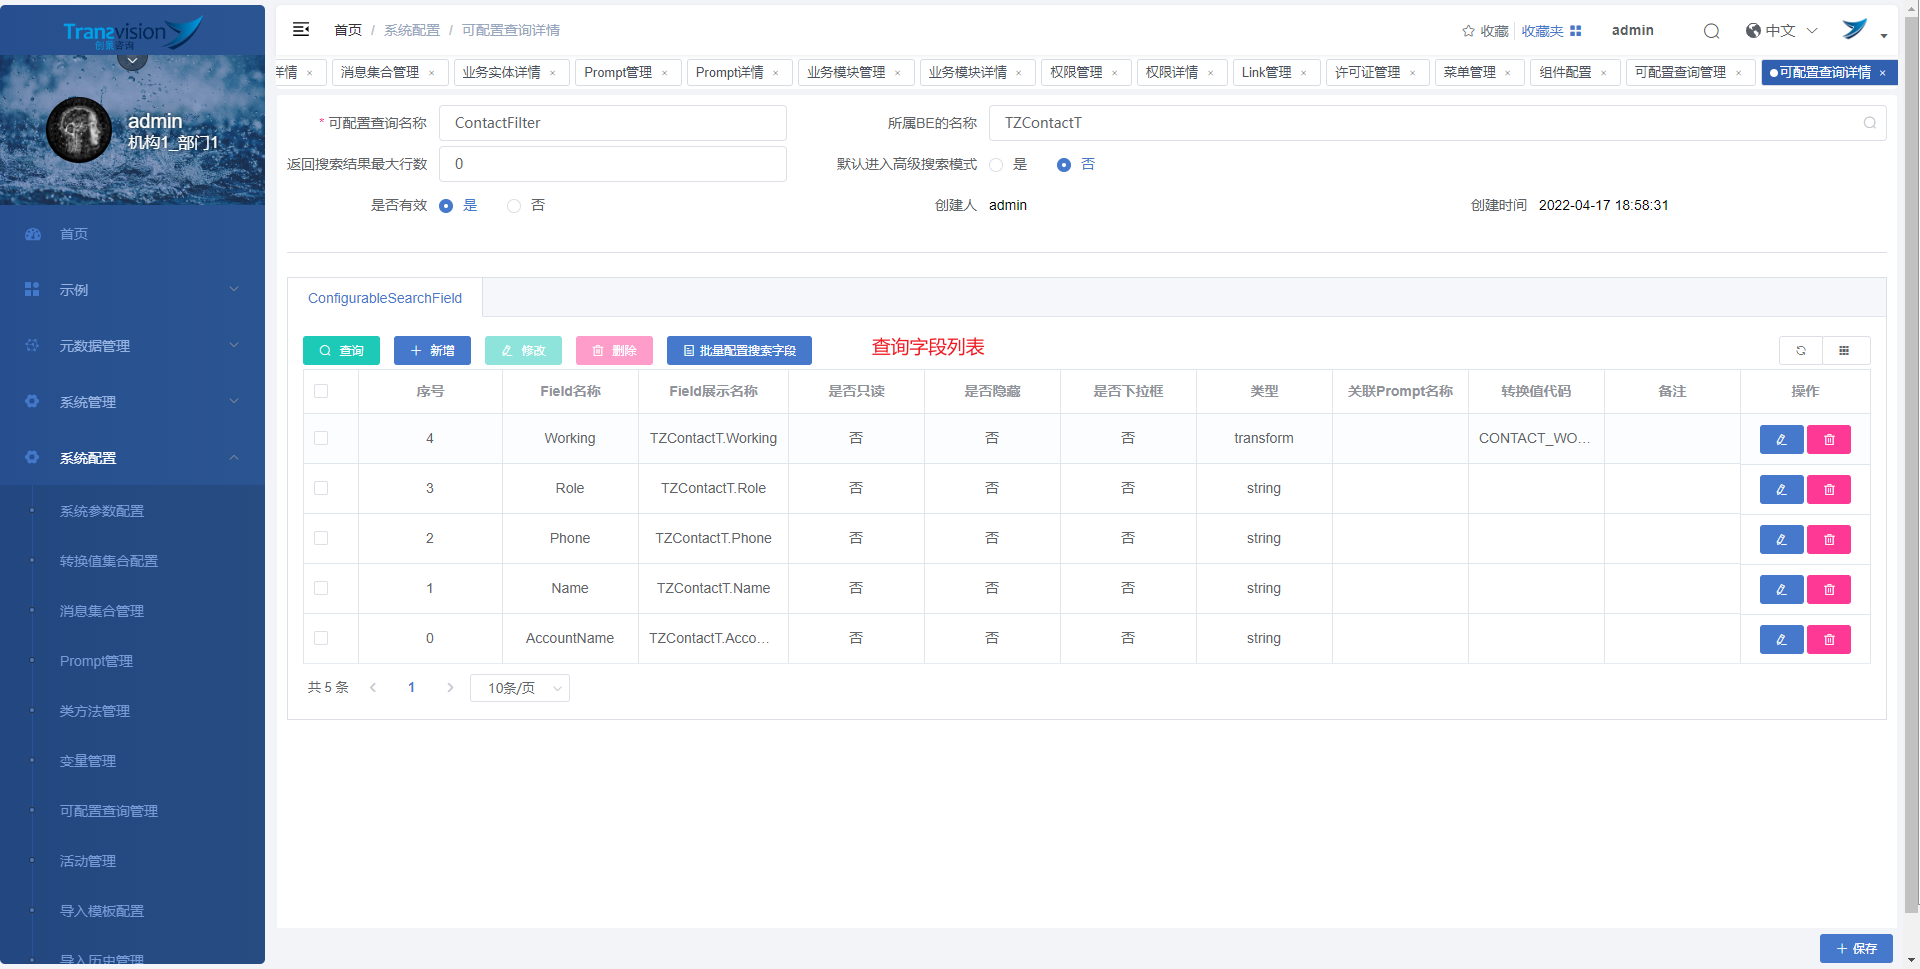 Transvision
创景咨询
admin
机构1_部门1
首页
示例
元数据管理
系统管理
系统配置
系统参数配置
转换值集合配置
消息集合管理
Prompt管理
类方法管理
变量管理
可配置查询管理
活动管理
导入模板配置
导入历史管理
首页 / 系统配置 / 可配置查询详情
收藏 收藏夹 admin 中文
详情 × 消息集合管理 × 业务实体详情 × Prompt管理 × Prompt详情 × 业务模块管理 × 业务模块详情 × 权限管理 × 权限详情 × Link管理 × 许可证管理 × 菜单管理 × 组件配置 × 可配置查询管理 × 可配置查询详情 ×
* 可配置查询名称 ContactFilter 所属BE的名称 TZContactT
返回搜索结果最大行数 0 默认进入高级搜索模式 是 否
是否有效 是 否 创建人 admin 创建时间 2022-04-17 18:58:31
ConfigurableSearchField
查询 新增 修改 删除 批量配置搜索字段 查询字段列表
序号 Field名称 Field展示名称 是否只读 是否隐藏 是否下拉框 类型 关联Prompt名称 转换值代码 备注 操作
4 Working TZContactT.Working 否 否 否 transform CONTACT_WO...
3 Role TZContactT.Role 否 否 否 string
2 Phone TZContactT.Phone 否 否 否 string
1 Name TZContactT.Name 否 否 否 string
0 AccountName TZContactT.Acco... 否 否 否 string
共 5 条 1 10条/页
保存